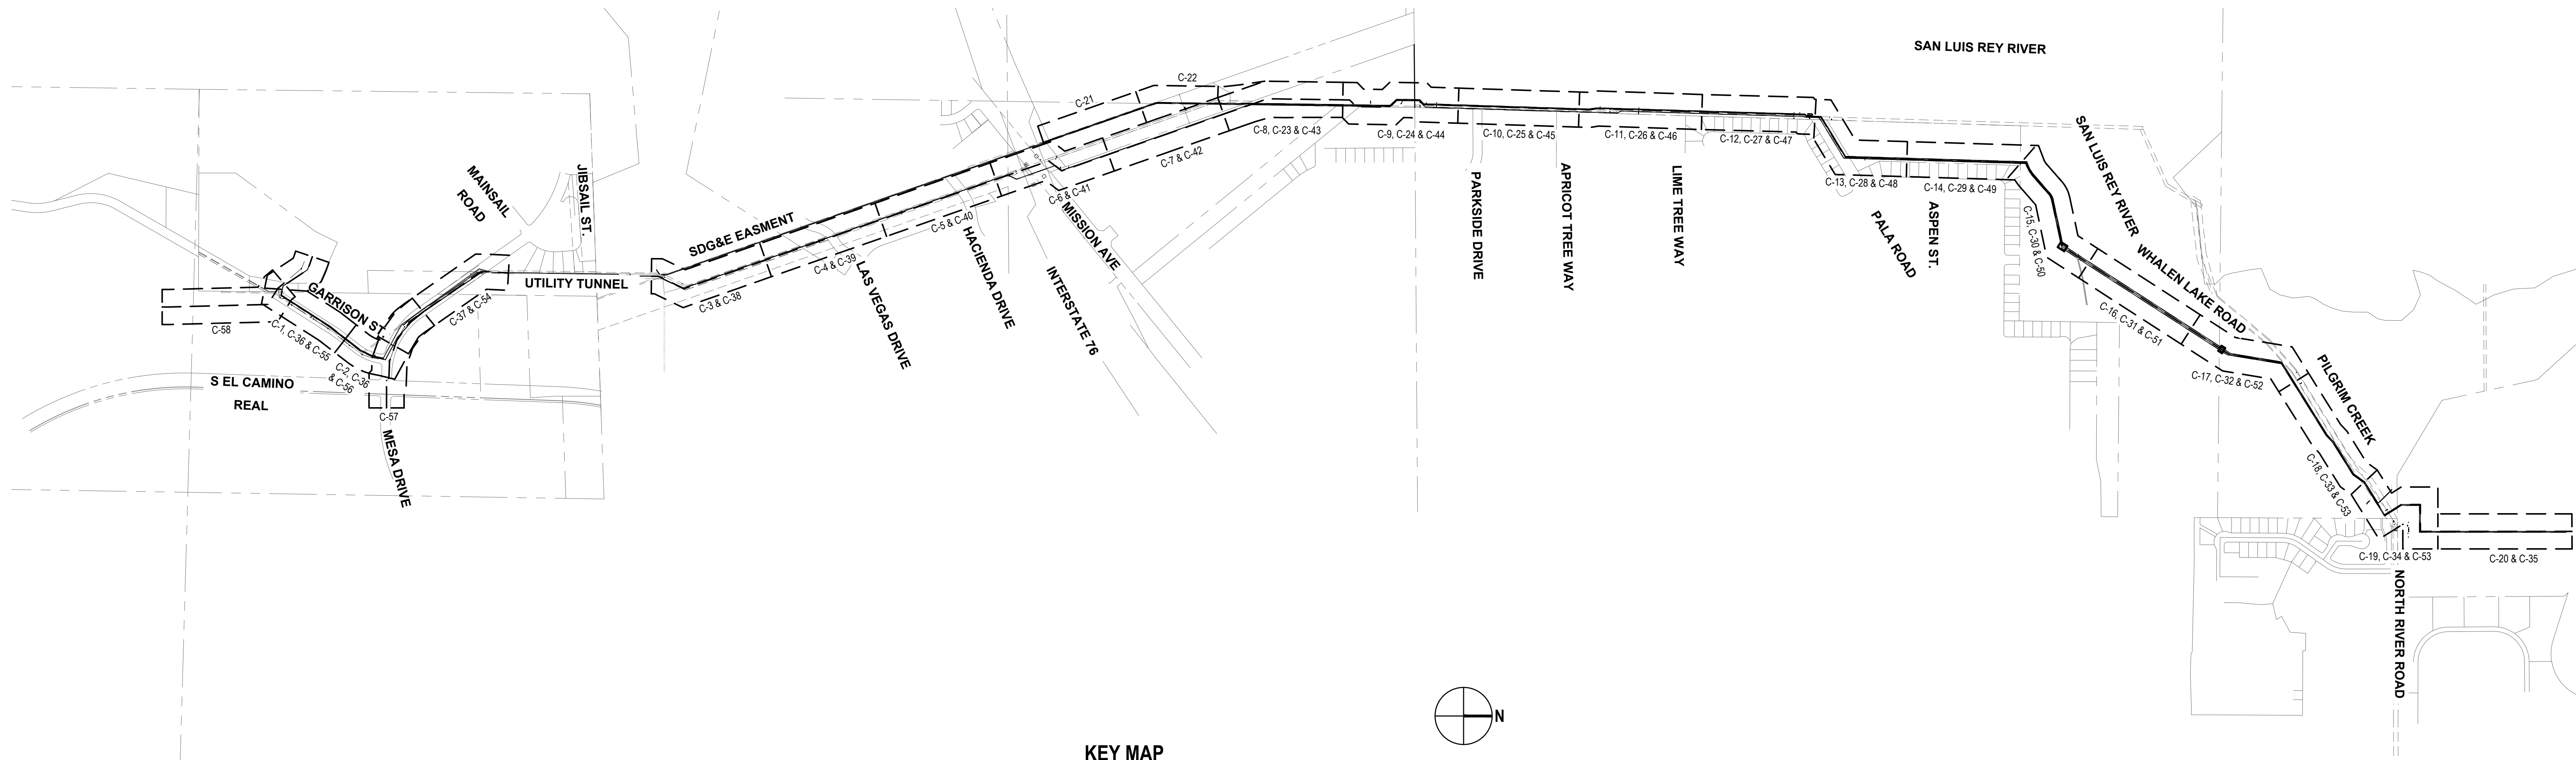 SAN LUIS REY RIVER
C-22
C-21
C-8, C-23 & C-43
C-9, C-24 & C-44
C-10, C-25 & C-45
C-11, C-26 & C-46
C-12, C-27 & C-47
C-7 & C-42
C-6 & C-41
C-13, C-28 & C-48
C-14, C-29 & C-49
SAN LUIS REY RIVER
MAINSAIL
ROAD
JIBSAIL ST.
SDG&E EASMENT
C-5 & C-40
MISSION AVE
PARKSIDE DRIVE
APRICOT TREE WAY
LIME TREE WAY
PALA ROAD
ASPEN ST.
C-15, C-30 & C-50
WHALEN LAKE ROAD
C-4 & C-39
LAS VEGAS DRIVE
HACIENDA DRIVE
INTERSTATE 76
UTILITY TUNNEL
C-3 & C-38
GARRISON ST.
C-37 & C-54
C-58
C-1, C-36 & C-55
C-2, C-36
& C-56
C-16, C-31 & C-51
C-17, C-32 & C-52
PILGRIM CREEK
S EL CAMINO
REAL
C-57
MESA DRIVE
C-18, C-33 & C-53
C-19, C-34 & C-53
C-20 & C-35
NORTH RIVER ROAD
N
KEY MAP